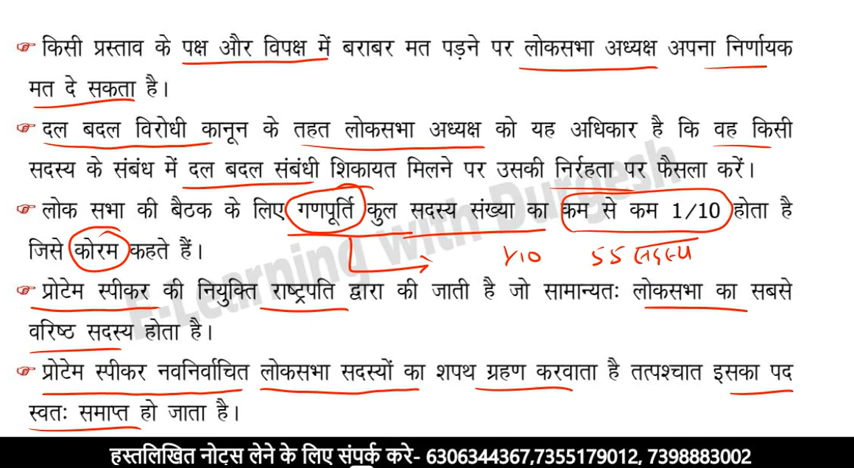 ☞ किसी प्रस्ताव के पक्ष और विपक्ष में बराबर मत पड़ने पर लोकसभा अध्यक्ष अपना निर्णायक
मत दे सकता है।
☞ दल बदल विरोधी कानून के तहत लोकसभा अध्यक्ष को यह अधिकार है कि वह किसी
सदस्य के संबंध में दल बदल संबंधी शिकायत मिलने पर उसकी निर्रहता पर फैसला करें।
☞ लोक सभा की बैठक के लिए गणपूर्ति कुल सदस्य संख्या का कम से कम 1/10 होता है
जिसे कोरम कहते हैं।
1/10 55 सदस्य
☞ प्रोटेम स्पीकर की नियुक्ति राष्ट्रपति द्वारा की जाती है जो सामान्यतः लोकसभा का सबसे
वरिष्ठ सदस्य होता है।
☞ प्रोटेम स्पीकर नवनिर्वाचित लोकसभा सदस्यों का शपथ ग्रहण करवाता है तत्पश्चात इसका पद
स्वतः समाप्त हो जाता है।
E-Learning with Durgesh
हस्तलिखित नोट्स लेने के लिए संपर्क करे- 6306344367,7355179012, 7398883002